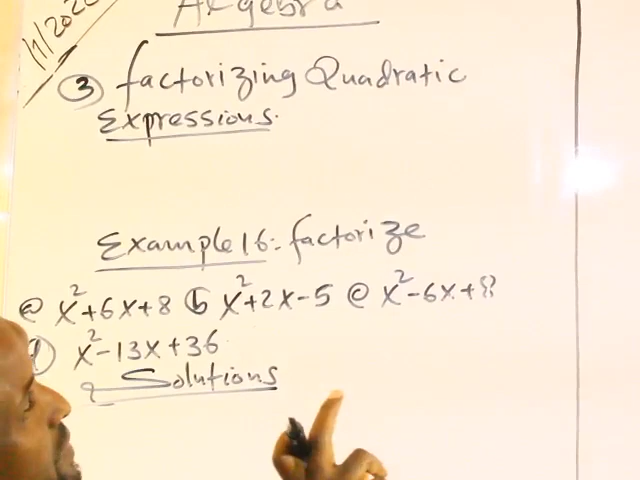 Algebra
③ factorizing Quadratic
Expressions.
Example 16:- factorize
ⓐ x²+6x+8 ⓑ x²+2x-5 ⓒ x²-6x+8
x²-13x+36
Solutions